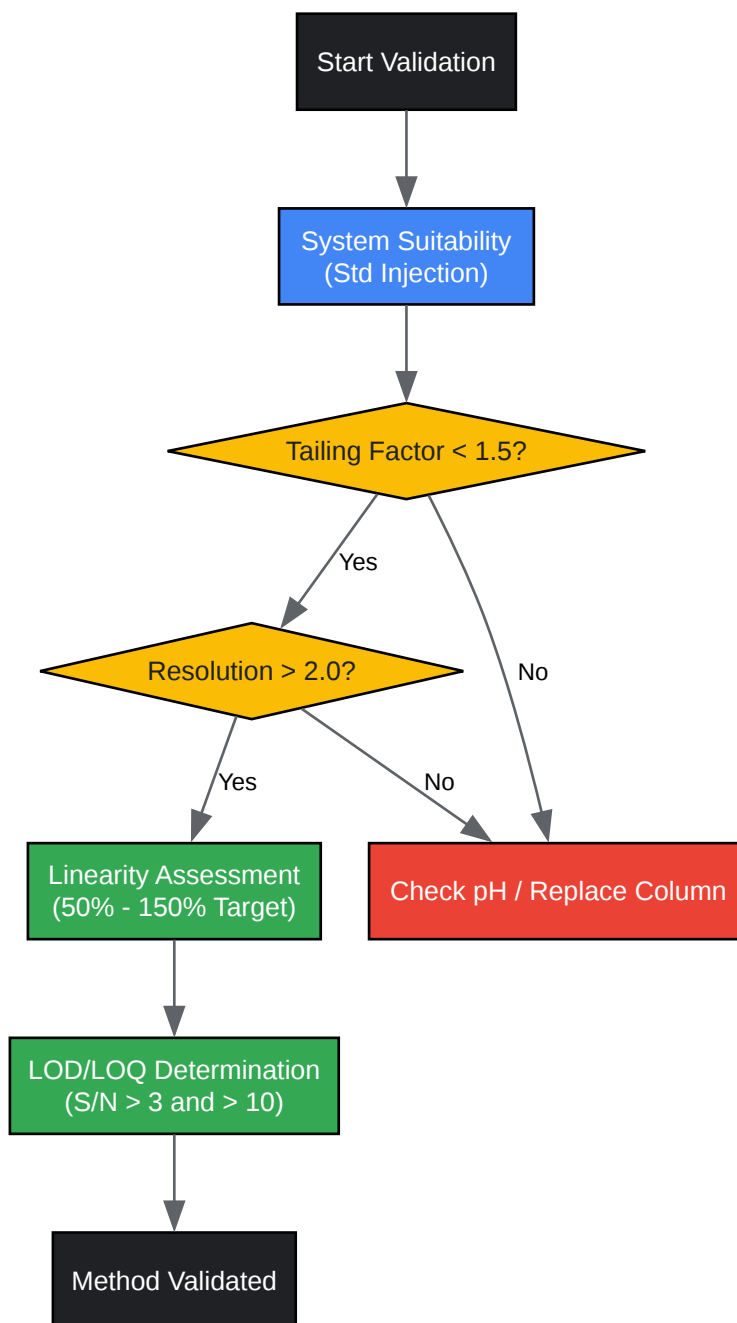 Start Validation
System Suitability
(Std Injection)
Tailing Factor < 1.5?
Yes
Resolution > 2.0?
No
Yes
No
Linearity Assessment
(50% - 150% Target)
Check pH / Replace Column
LOD/LOQ Determination
(S/N > 3 and > 10)
Method Validated